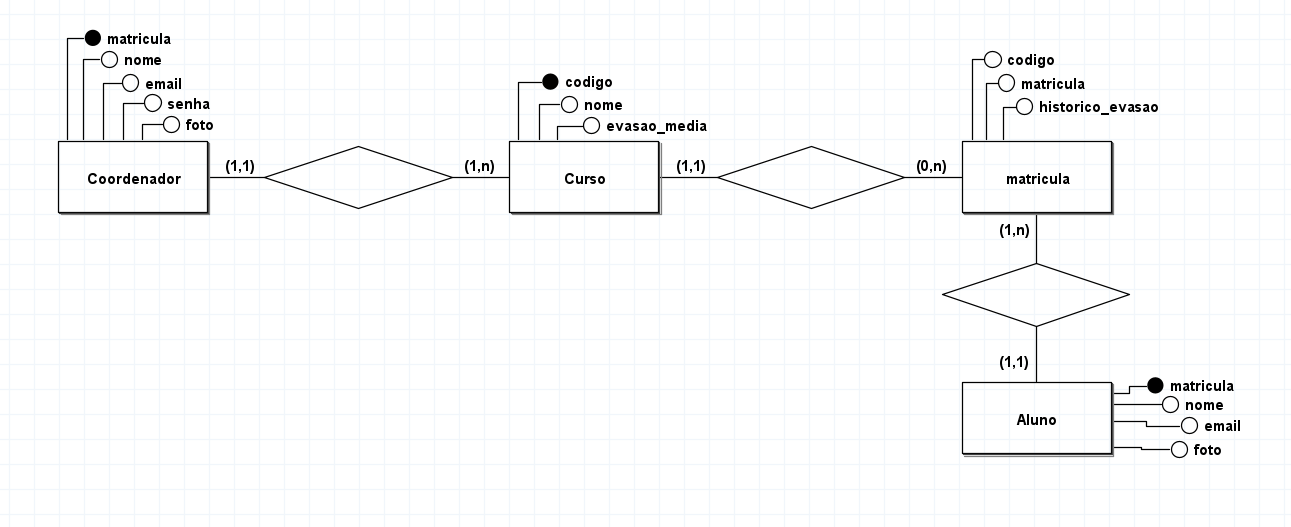 matricula
nome
email
senha
foto
Coordenador
(1,1)
(1,n)
codigo
nome
evasao_media
Curso
(1,1)
(0,n)
codigo
matricula
historico_evasao
matricula
(1,n)
(1,1)
Aluno
matricula
nome
email
foto